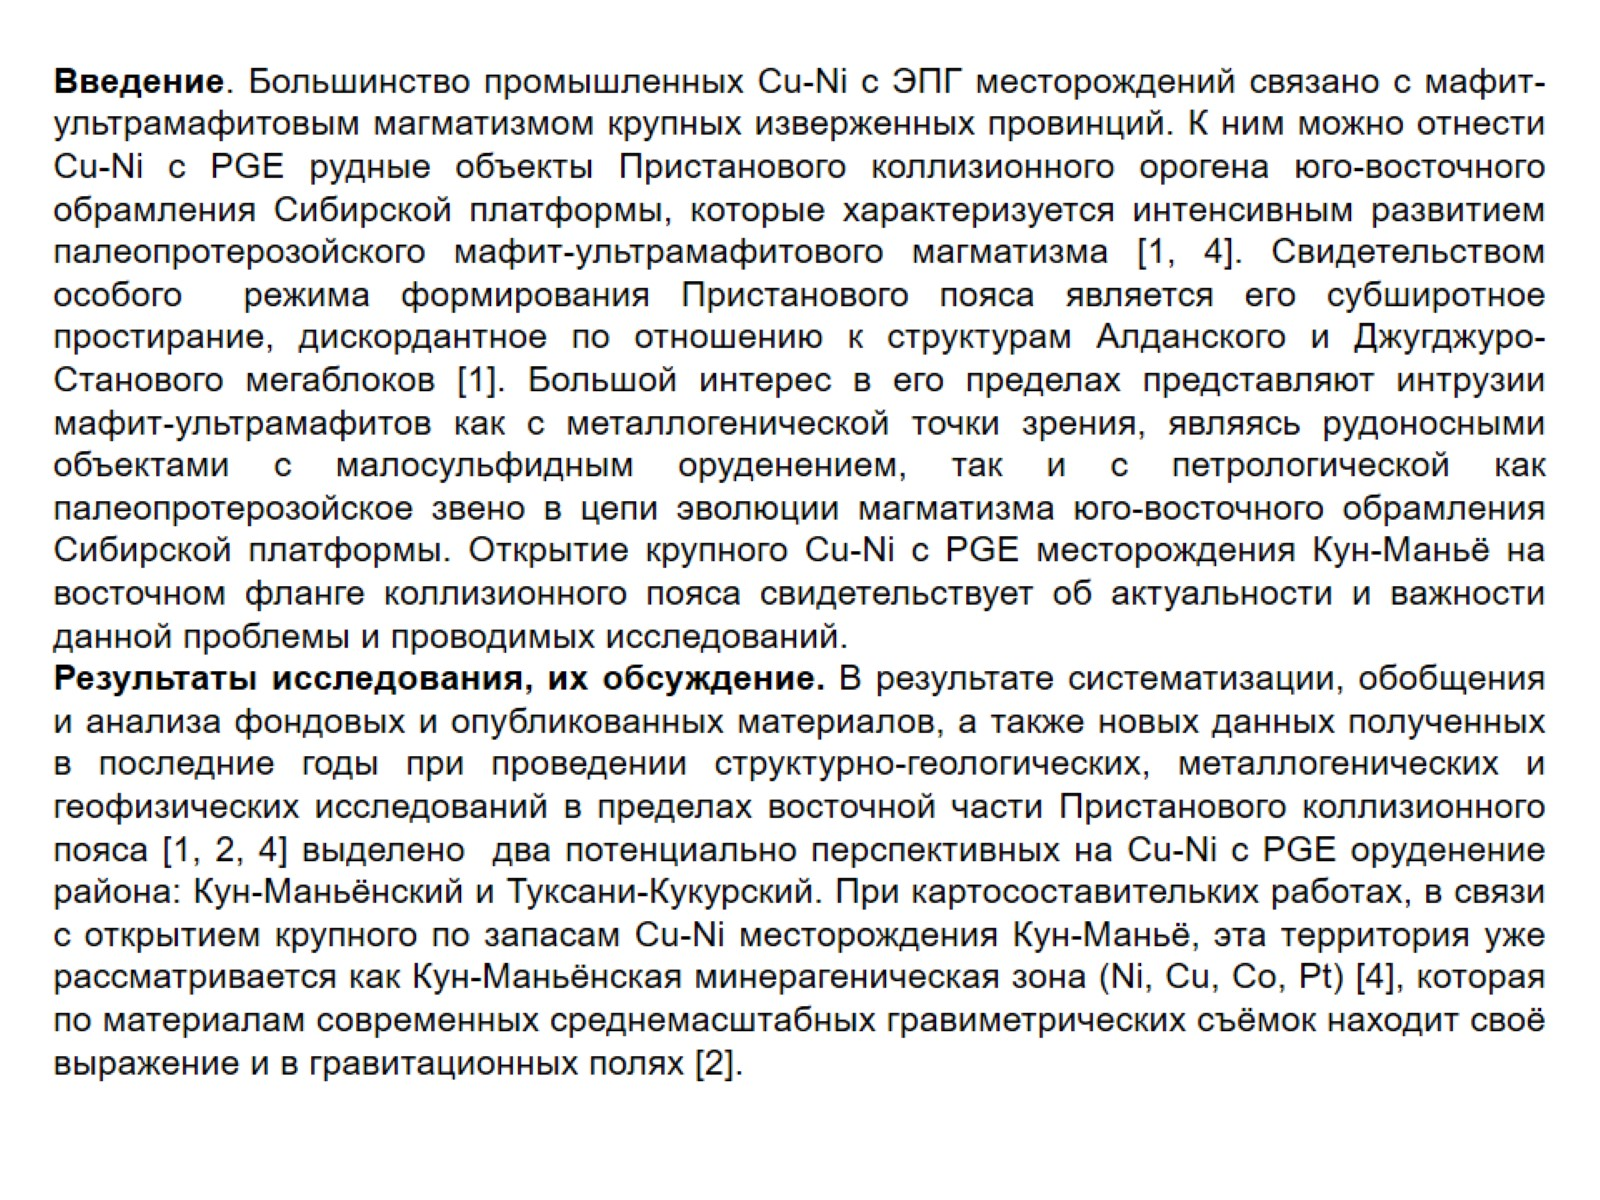 Введение. Большинство промышленных Cu-Ni с ЭПГ месторождений связано с мафит-
ультрамафитовым магматизмом крупных изверженных провинций. К ним можно отнести
Cu-Ni с PGE рудные объекты Пристанового коллизионного орогена юго-восточного
обрамления Сибирской платформы, которые характеризуется интенсивным развитием
палеопротерозойского мафит-ультрамафитового магматизма [1, 4]. Свидетельством
особого режима формирования Пристанового пояса является его субширотное
простирание, дискордантное по отношению к структурам Алданского и Джугджуро-
Станового мегаблоков [1]. Большой интерес в его пределах представляют интрузии
мафит-ультрамафитов как с металлогенической точки зрения, являясь рудоносными
объектами с малосульфидным оруденением, так и с петрологической как
палеопротерозойское звено в цепи эволюции магматизма юго-восточного обрамления
Сибирской платформы. Открытие крупного Cu-Ni с PGE месторождения Кун-Маньё на
восточном фланге коллизионного пояса свидетельствует об актуальности и важности
данной проблемы и проводимых исследований.
Результаты исследования, их обсуждение. В результате систематизации, обобщения
и анализа фондовых и опубликованных материалов, а также новых данных полученных
в последние годы при проведении структурно-геологических, металлогенических и
геофизических исследований в пределах восточной части Пристанового коллизионного
пояса [1, 2, 4] выделено два потенциально перспективных на Cu-Ni с PGE оруденение
района: Кун-Маньёнский и Туксани-Кукурский. При картосоставительких работах, в связи
с открытием крупного по запасам Cu-Ni месторождения Кун-Маньё, эта территория уже
рассматривается как Кун-Маньёнская минерагеническая зона (Ni, Cu, Co, Pt) [4], которая
по материалам современных среднемасштабных гравиметрических съёмок находит своё
выражение и в гравитационных полях [2].